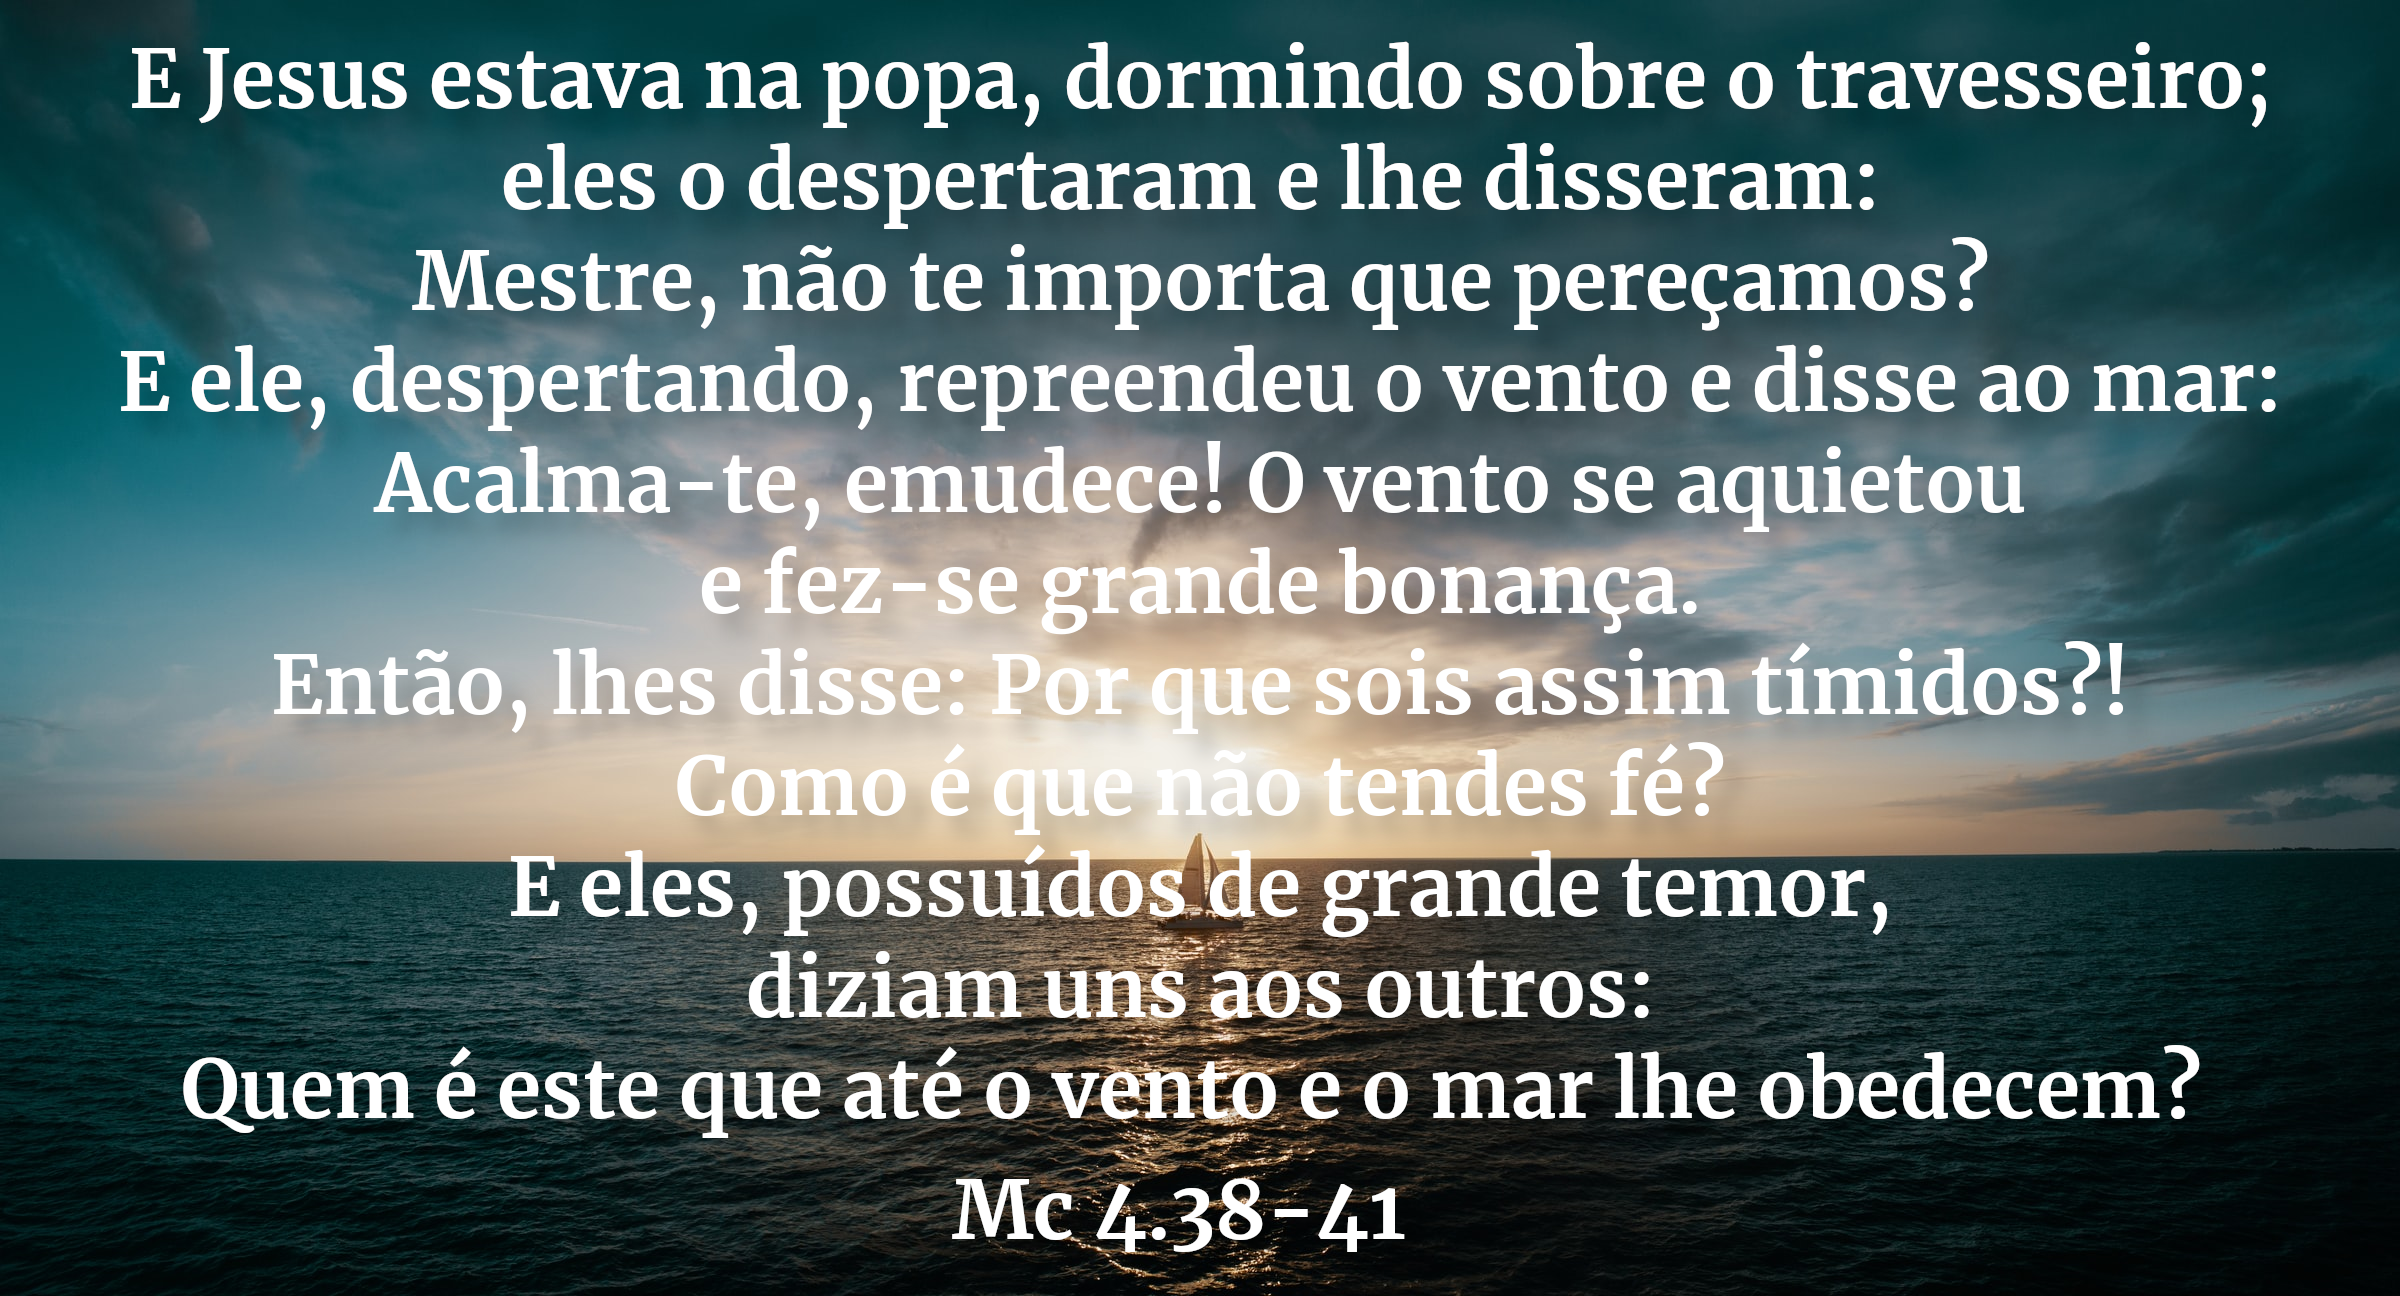 E Jesus estava na popa, dormindo sobre o travesseiro;
eles o despertaram e lhe disseram:
Mestre, não te importa que pereçamos?
E ele, despertando, repreendeu o vento e disse ao mar:
Acalma-te, emudece! O vento se aquietou
e fez-se grande bonança.
Então, lhes disse: Por que sois assim tímidos?!
Como é que não tendes fé?
E eles, possuídos de grande temor,
diziam uns aos outros:
Quem é este que até o vento e o mar lhe obedecem?
Mc 4.38-41